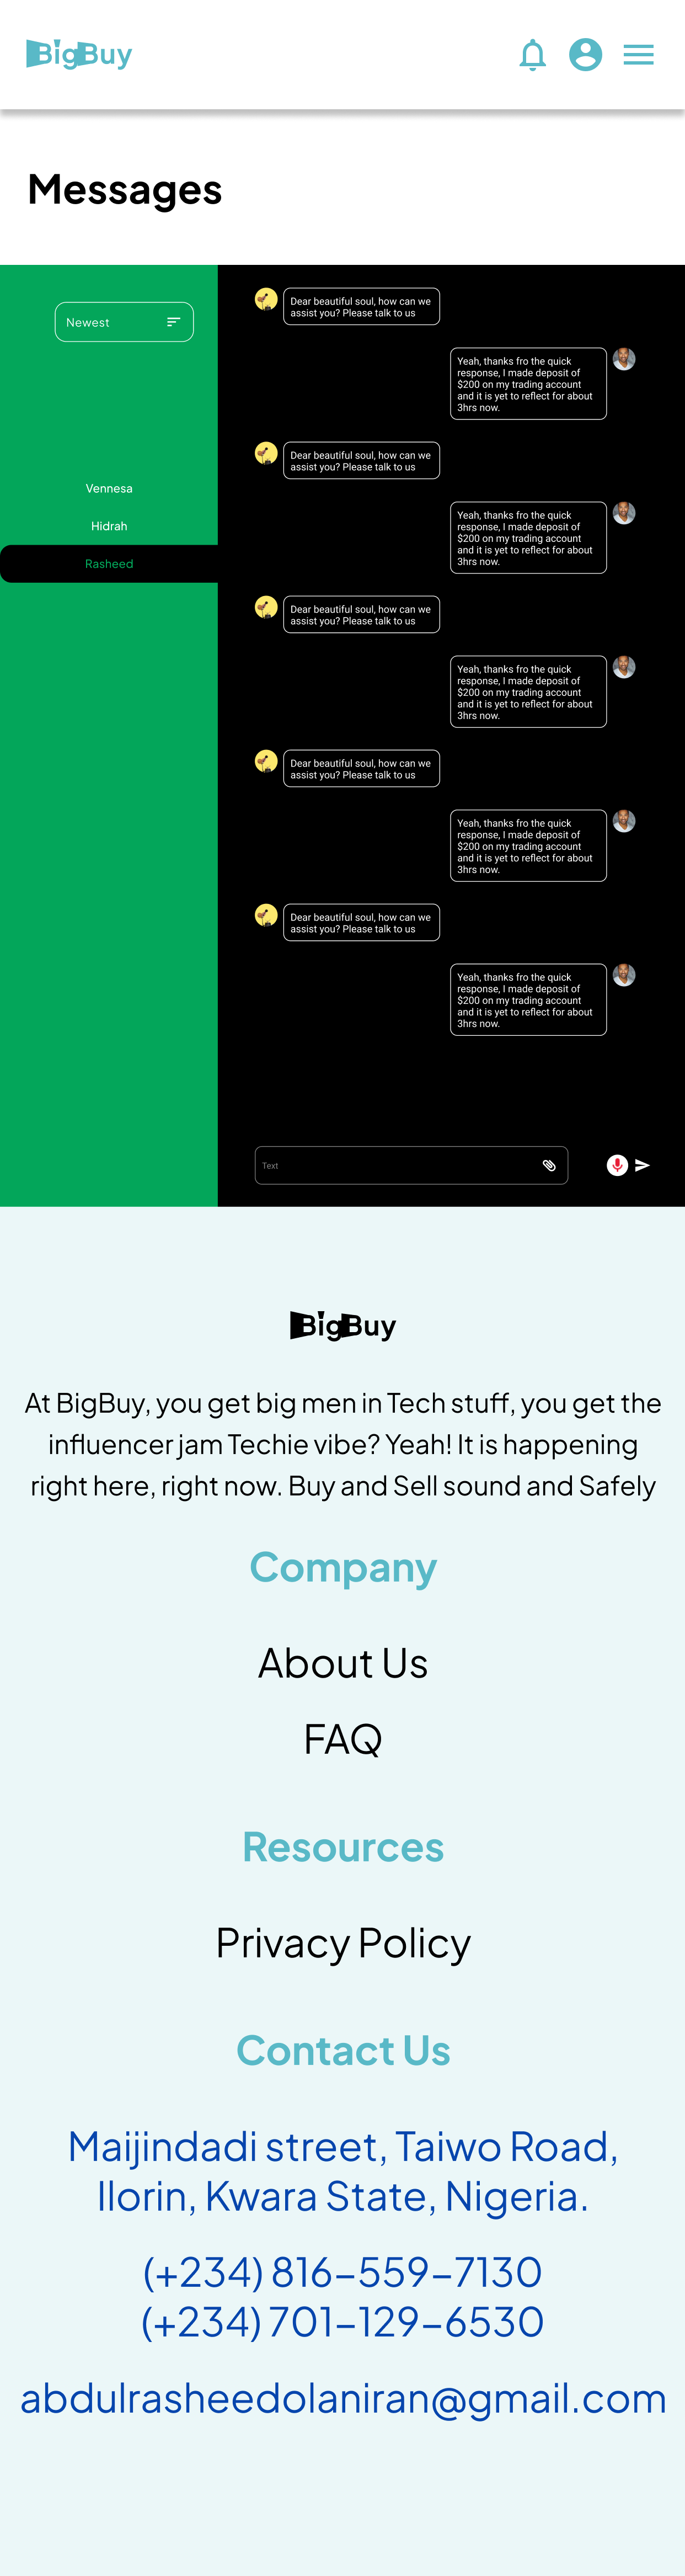 BigBuy
Messages
Newest
Vennesa
Hidrah
Rasheed
Dear beautiful soul, how can we
assist you? Please talk to us
Yeah, thanks fro the quick
response, I made deposit of
$200 on my trading account
and it is yet to reflect for about
3hrs now.
Dear beautiful soul, how can we
assist you? Please talk to us
Yeah, thanks fro the quick
response, I made deposit of
$200 on my trading account
and it is yet to reflect for about
3hrs now.
Dear beautiful soul, how can we
assist you? Please talk to us
Yeah, thanks fro the quick
response, I made deposit of
$200 on my trading account
and it is yet to reflect for about
3hrs now.
Dear beautiful soul, how can we
assist you? Please talk to us
Yeah, thanks fro the quick
response, I made deposit of
$200 on my trading account
and it is yet to reflect for about
3hrs now.
Dear beautiful soul, how can we
assist you? Please talk to us
Yeah, thanks fro the quick
response, I made deposit of
$200 on my trading account
and it is yet to reflect for about
3hrs now.
Text
BigBuy
At BigBuy, you get big men in Tech stuff, you get the
influencer jam Techie vibe? Yeah! It is happening
right here, right now. Buy and Sell sound and Safely
Company
About Us
FAQ
Resources
Privacy Policy
Contact Us
Maijindadi street, Taiwo Road,
Ilorin, Kwara State, Nigeria.
(+234) 816-559-7130
(+234) 701-129-6530
abdulrasheedolaniran@gmail.com